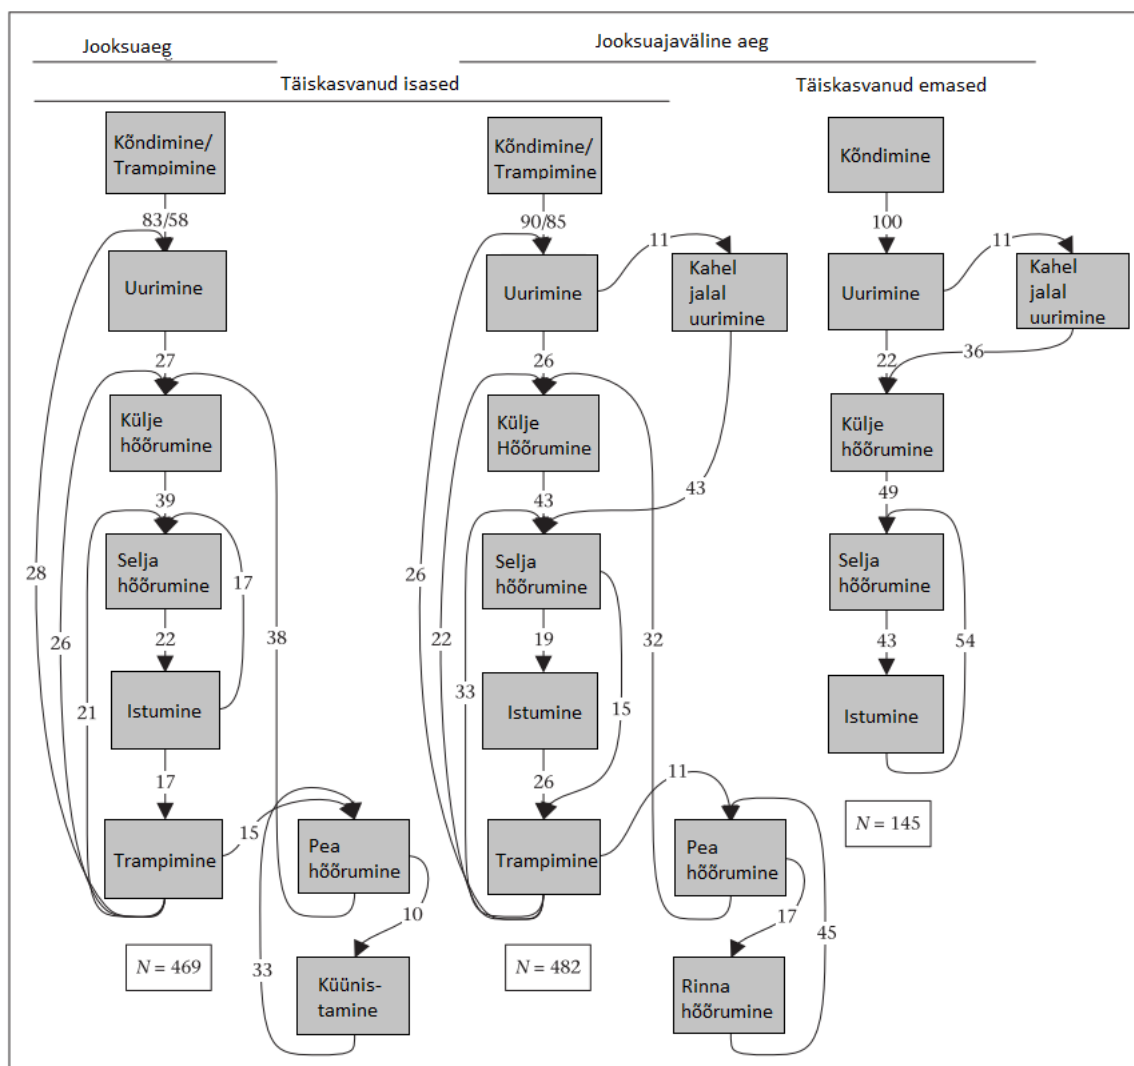 Jooksuaeg
Jooksuajaväline aeg
Täiskasvanud isased
Täiskasvanud emased
Kõndimine/
Trampimine
83/58
Uurimine
27
Külje
hõõrumine
39
Selja
hõõrumine
17
22
Istumine
17
Trampimine
28
26
21
38
15
Pea
hõõrumine
10
33
Küünis-
tamine
N = 469
Kõndimine/
Trampimine
90/85
Uurimine
11
Kahel
jalal
uurimine
26
Külje
Hõõrumine
43
43
Selja
hõõrumine
19
Istumine
15
26
Trampimine
26
22
33
32
11
Pea
hõõrumine
17
45
Rinna
hõõrumine
N = 482
Kõndimine
100
Uurimine
11
Kahel
jalal
uurimine
22
36
Külje
hõõrumine
49
Selja
hõõrumine
43
54
Istumine
N = 145